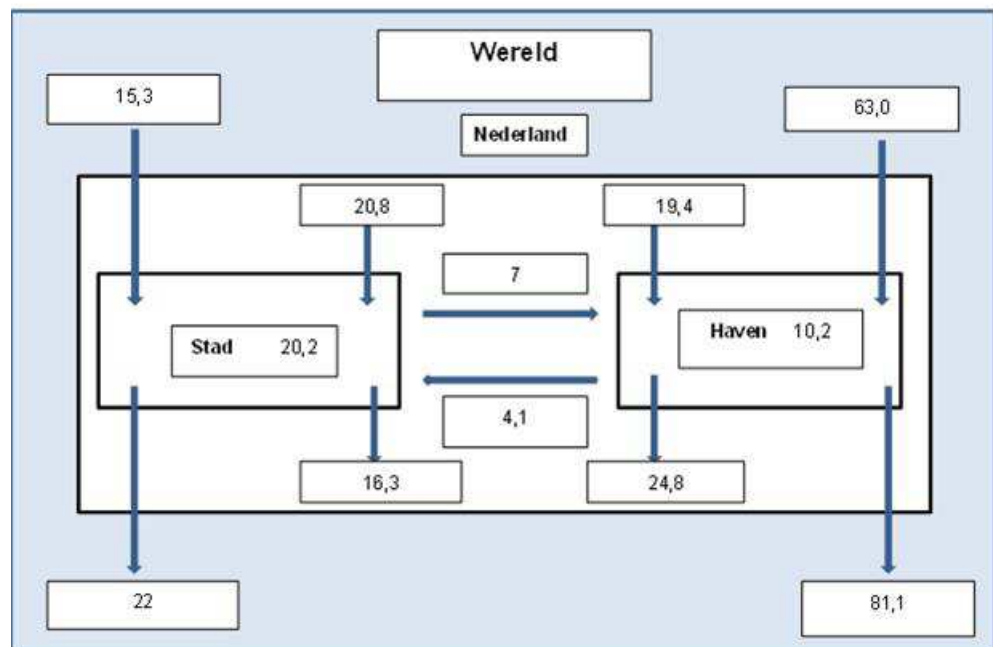 Wereld
15,3
63,0
Nederland
20,8
19,4
7
Stad 20,2
Haven 10,2
4,1
16,3
24,8
22
81,1